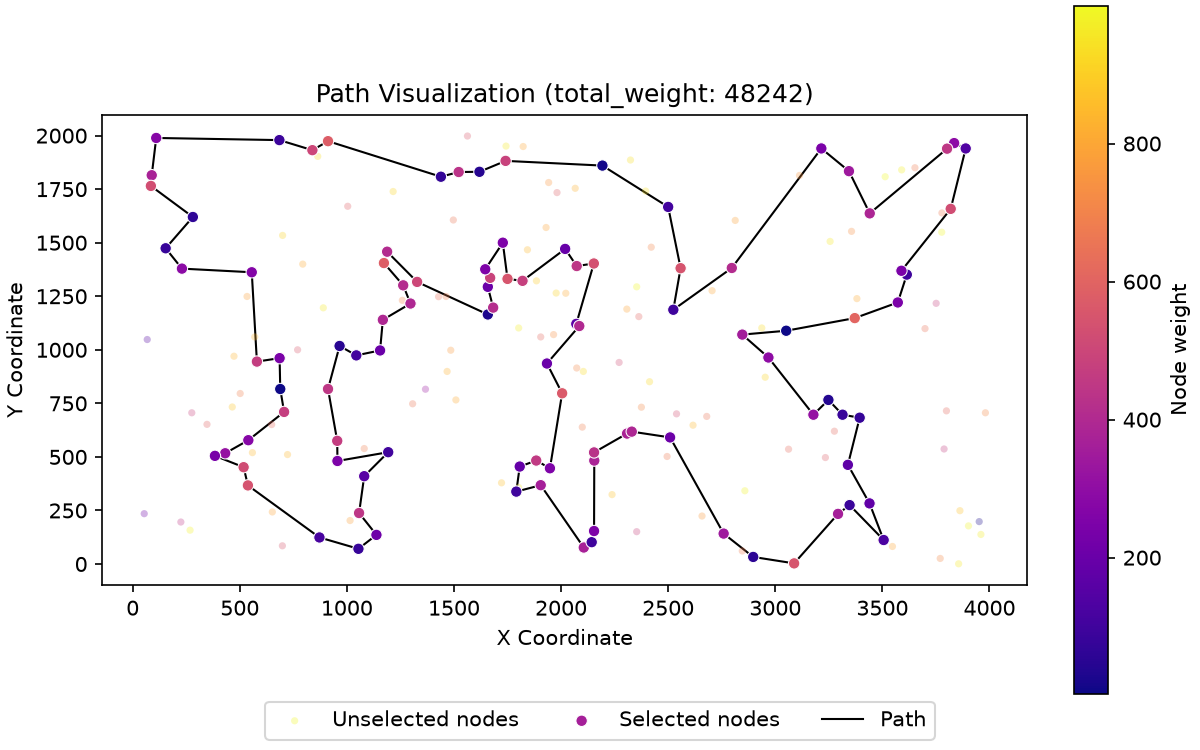 Path Visualization (total_weight: 48242)
2000
1750
1500
1250
1000
750
500
250
0
Y Coordinate
0 500 1000 1500 2000 2500 3000 3500 4000
X Coordinate
800
600
400
200
Node weight
Unselected nodes Selected nodes Path